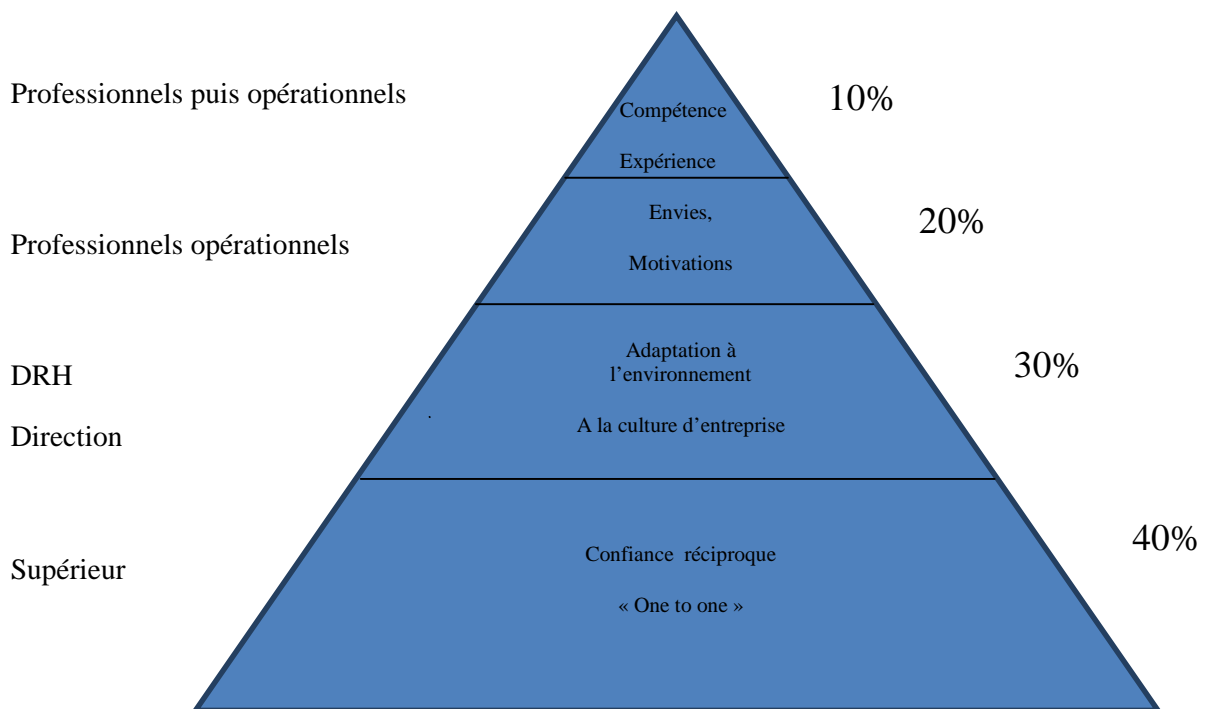 Professionnels puis opérationnels
10%
Compétence
Expérience
Envies,
20%
Professionnels opérationnels
Motivations
Adaptation à
l’environnement
30%
DRH
A la culture d’entreprise
Direction
Confiance réciproque
40%
Supérieur
« One to one »